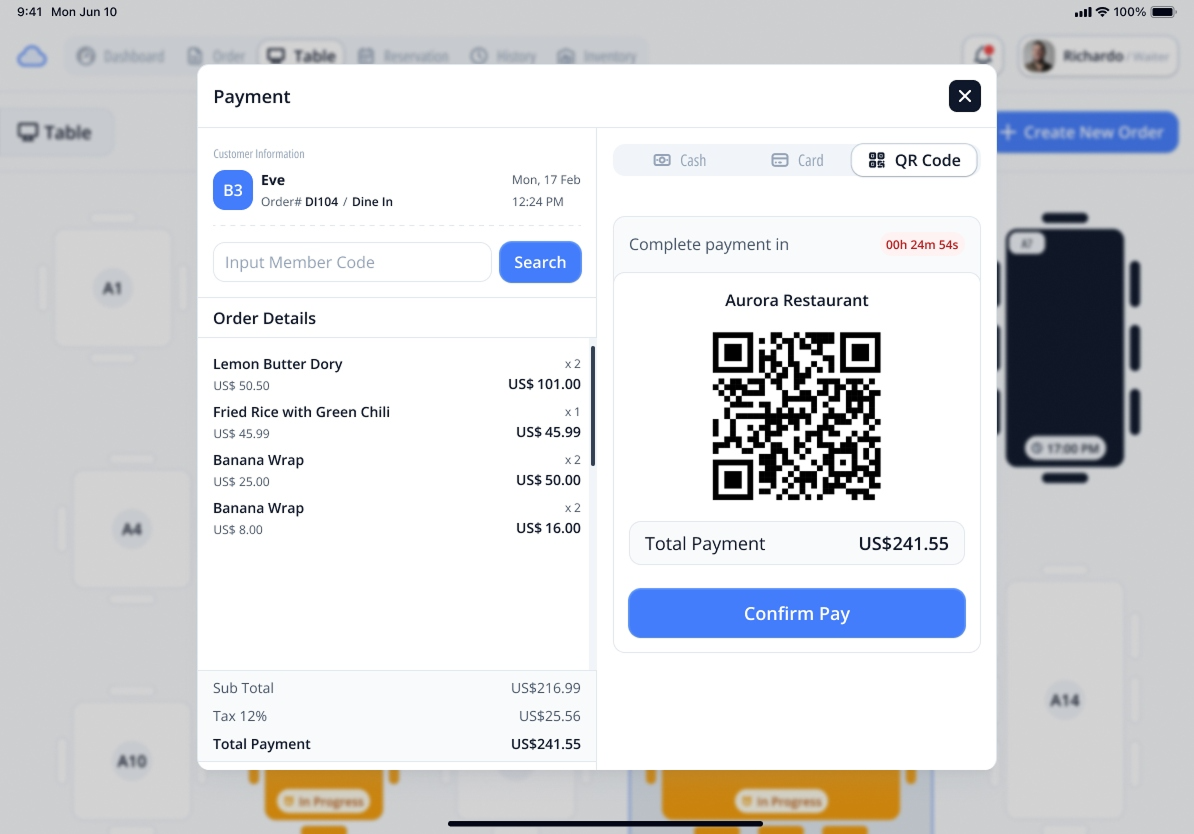 9:41 Mon Jun 10 100%
Dashboard Order Table Reservation History Inventory Richardo / Waiter
Table
Create New Order
Payment
Customer Information
B3
Eve
Mon, 17 Feb
Order# DI104 / Dine In
12:24 PM
Input Member Code
Search
Order Details
Lemon Butter Dory x 2
US$ 50.50 US$ 101.00
Fried Rice with Green Chili x 1
US$ 45.99 US$ 45.99
Banana Wrap x 2
US$ 25.00 US$ 50.00
Banana Wrap x 2
US$ 8.00 US$ 16.00
Sub Total US$216.99
Tax 12% US$25.56
Total Payment US$241.55
Cash Card QR Code
Complete payment in 00h 24m 54s
Aurora Restaurant
Total Payment US$241.55
Confirm Pay
A1
A4
A10
A7
17:00 PM
A14
In Progress
In Progress